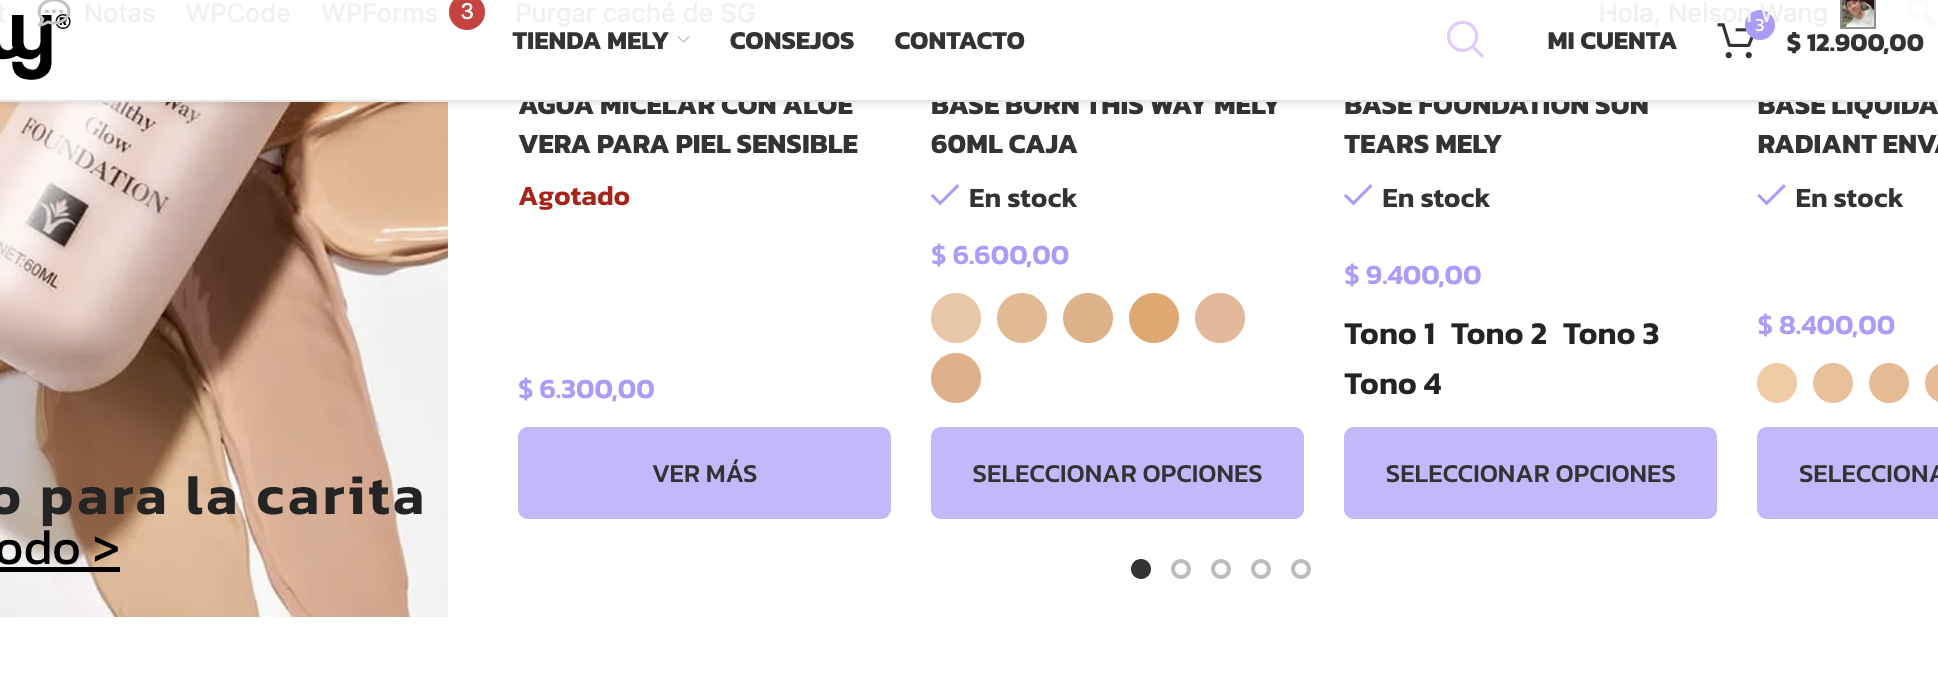 Notas WPCode WPForms 3 Purgar caché de SG Hola, Nelson Wang
ly®
TIENDA MELY CONSEJOS CONTACTO MI CUENTA 3 $ 12.900,00
Way
Healthy
Glow
FOUNDATION
NET:60ML
para la carita
odo >
AGUA MICELAR CON ALOE
VERA PARA PIEL SENSIBLE
Agotado
$ 6.300,00
VER MÁS
BASE BORN THIS WAY MELY
60ML CAJA
En stock
$ 6.600,00
SELECCIONAR OPCIONES
BASE FOUNDATION SUN
TEARS MELY
En stock
$ 9.400,00
Tono 1 Tono 2 Tono 3
Tono 4
SELECCIONAR OPCIONES
BASE LIQUIDA
RADIANT ENVA
En stock
$ 8.400,00
SELECCIONA